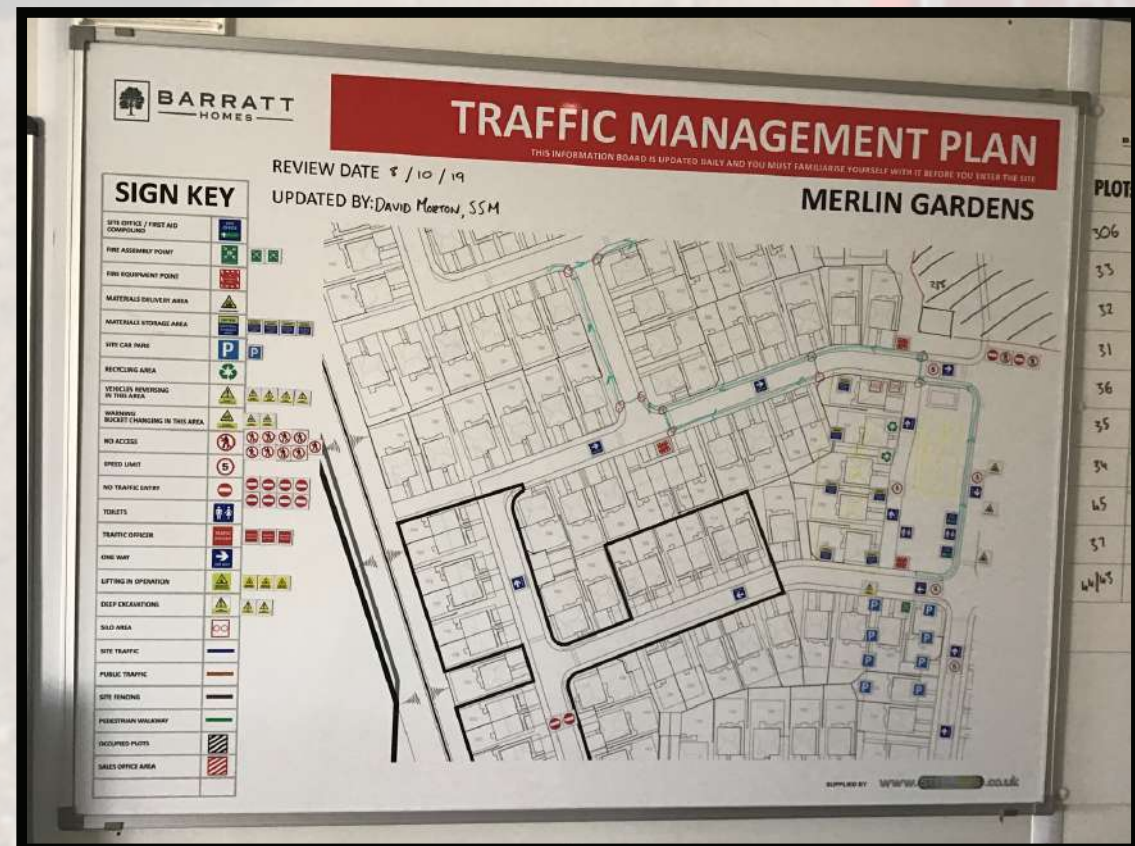 BARRATT
HOMES
TRAFFIC MANAGEMENT PLAN
THIS INFORMATION BOARD IS UPDATED DAILY AND YOU MUST FAMILIARISE YOURSELF WITH IT BEFORE YOU ENTER THE SITE
MERLIN GARDENS
REVIEW DATE 8/10/19
UPDATED BY: DAVID MORTON, SSM
SIGN KEY
SITE OFFICE / FIRST AID
COMPOUND
FIRE ASSEMBLY POINT
FIRE EQUIPMENT POINT
MATERIALS DELIVERY AREA
MATERIALS STORAGE AREA
SITE CAR PARK
P
P
RECYCLING AREA
VEHICLES REVERSING
IN THIS AREA
WARNING
BUCKET CHANGING IN THIS AREA
NO ACCESS
SPEED LIMIT
5
NO TRAFFIC ENTRY
TOILETS
TRAFFIC OFFICER
ONE WAY
LIFTING IN OPERATION
DEEP EXCAVATIONS
SILO AREA
SITE TRAFFIC
PUBLIC TRAFFIC
SITE FENCING
PEDESTRIAN WALKWAY
OCCUPIED PLOTS
SALES OFFICE AREA
P P
P P
P P
P P
SUPPLIED BY www. .co.uk
PLOT
306
33
32
31
36
35
34
45
37
44/43